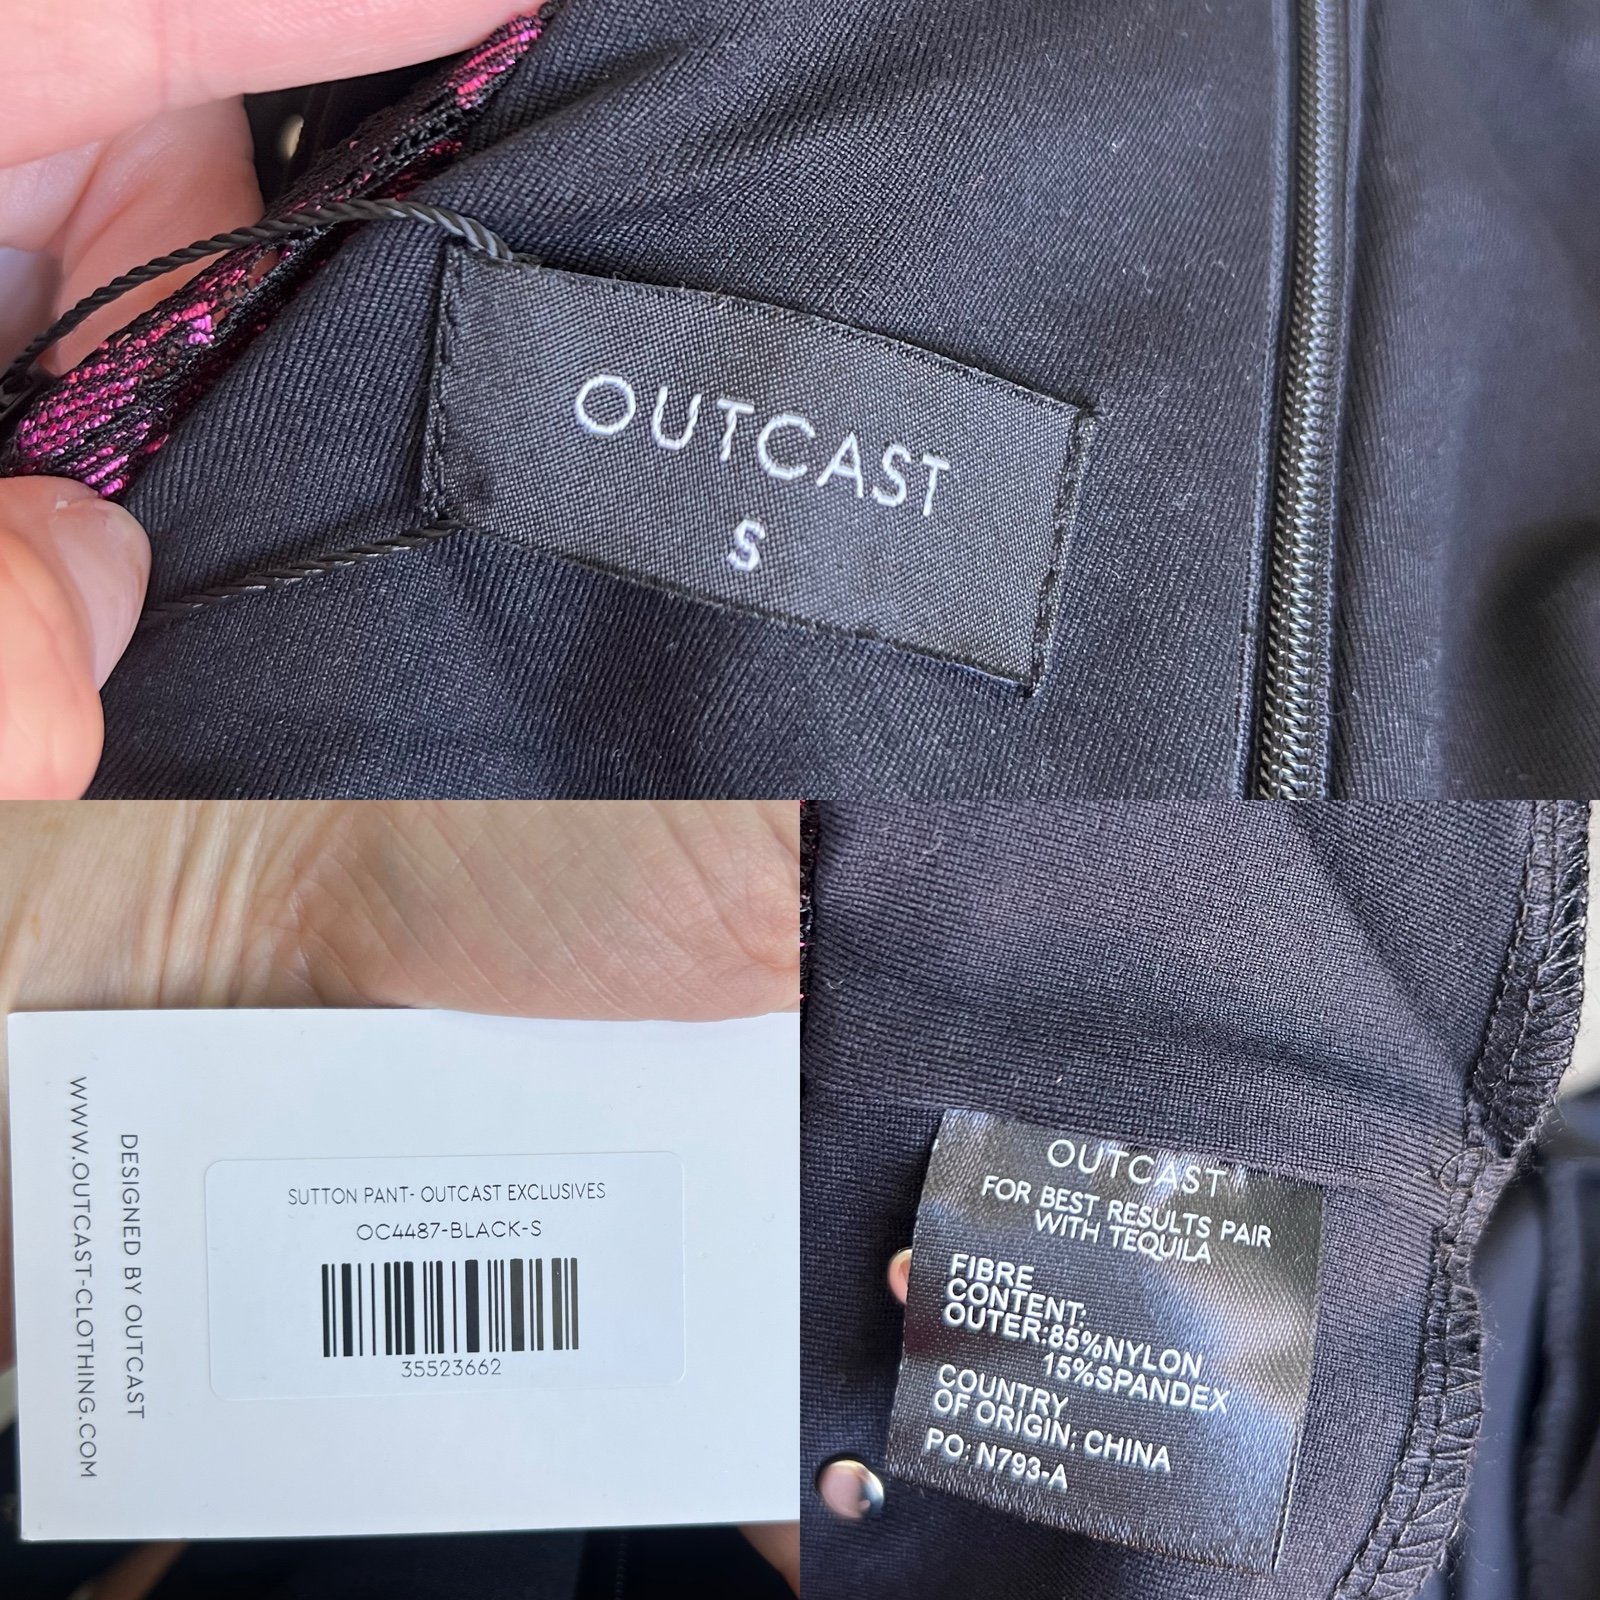 OUTCAST
S
WWW.OUTCAST-CLOTHING.COM
DESIGNED BY OUTCAST
SUTTON PANT- OUTCAST EXCLUSIVES
OC4487-BLACK-S
35523662
OUTCAST
FOR BEST RESULTS PAIR
WITH TEQUILA
FIBRE
CONTENT:
OUTER:85%NYLON
15%SPANDEX
COUNTRY
OF ORIGIN: CHINA
PO: N793-A